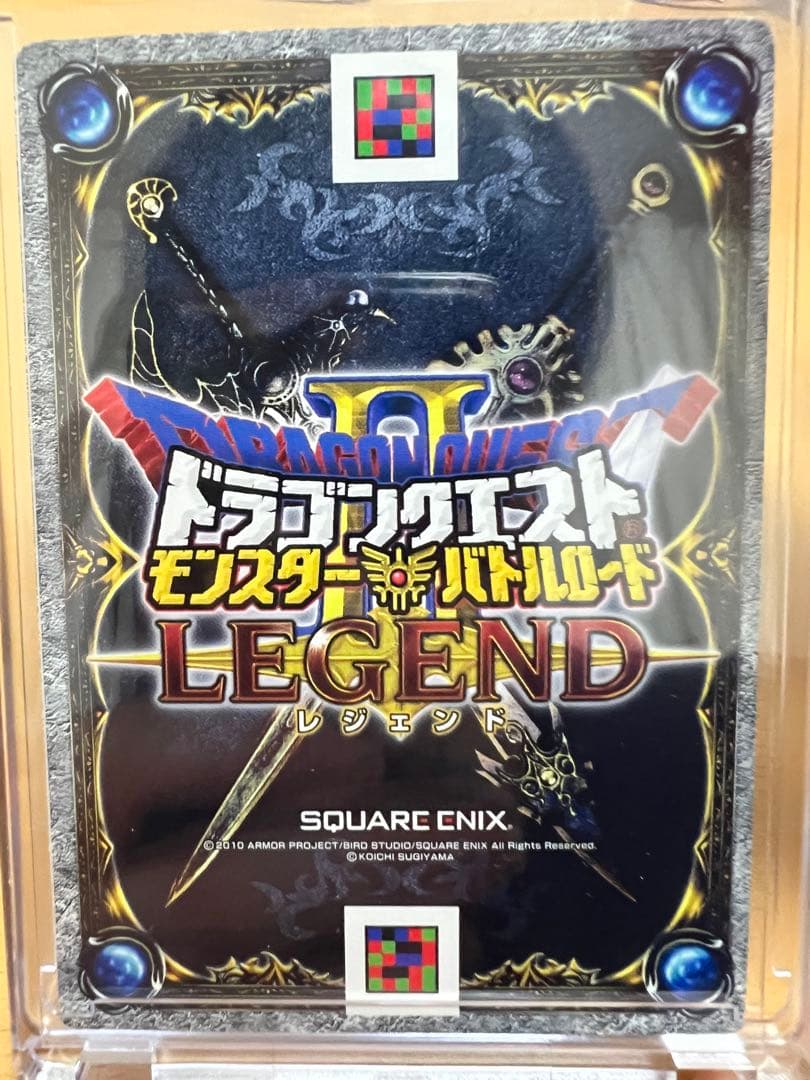 DRAGON QUEST
II
ドラゴンクエスト®
モンスターバトルロード
LEGEND
レジェンド
SQUARE ENIX®
©2010 ARMOR PROJECT/BIRD STUDIO/SQUARE ENIX All Rights Reserved.
©KOICHI SUGIYAMA